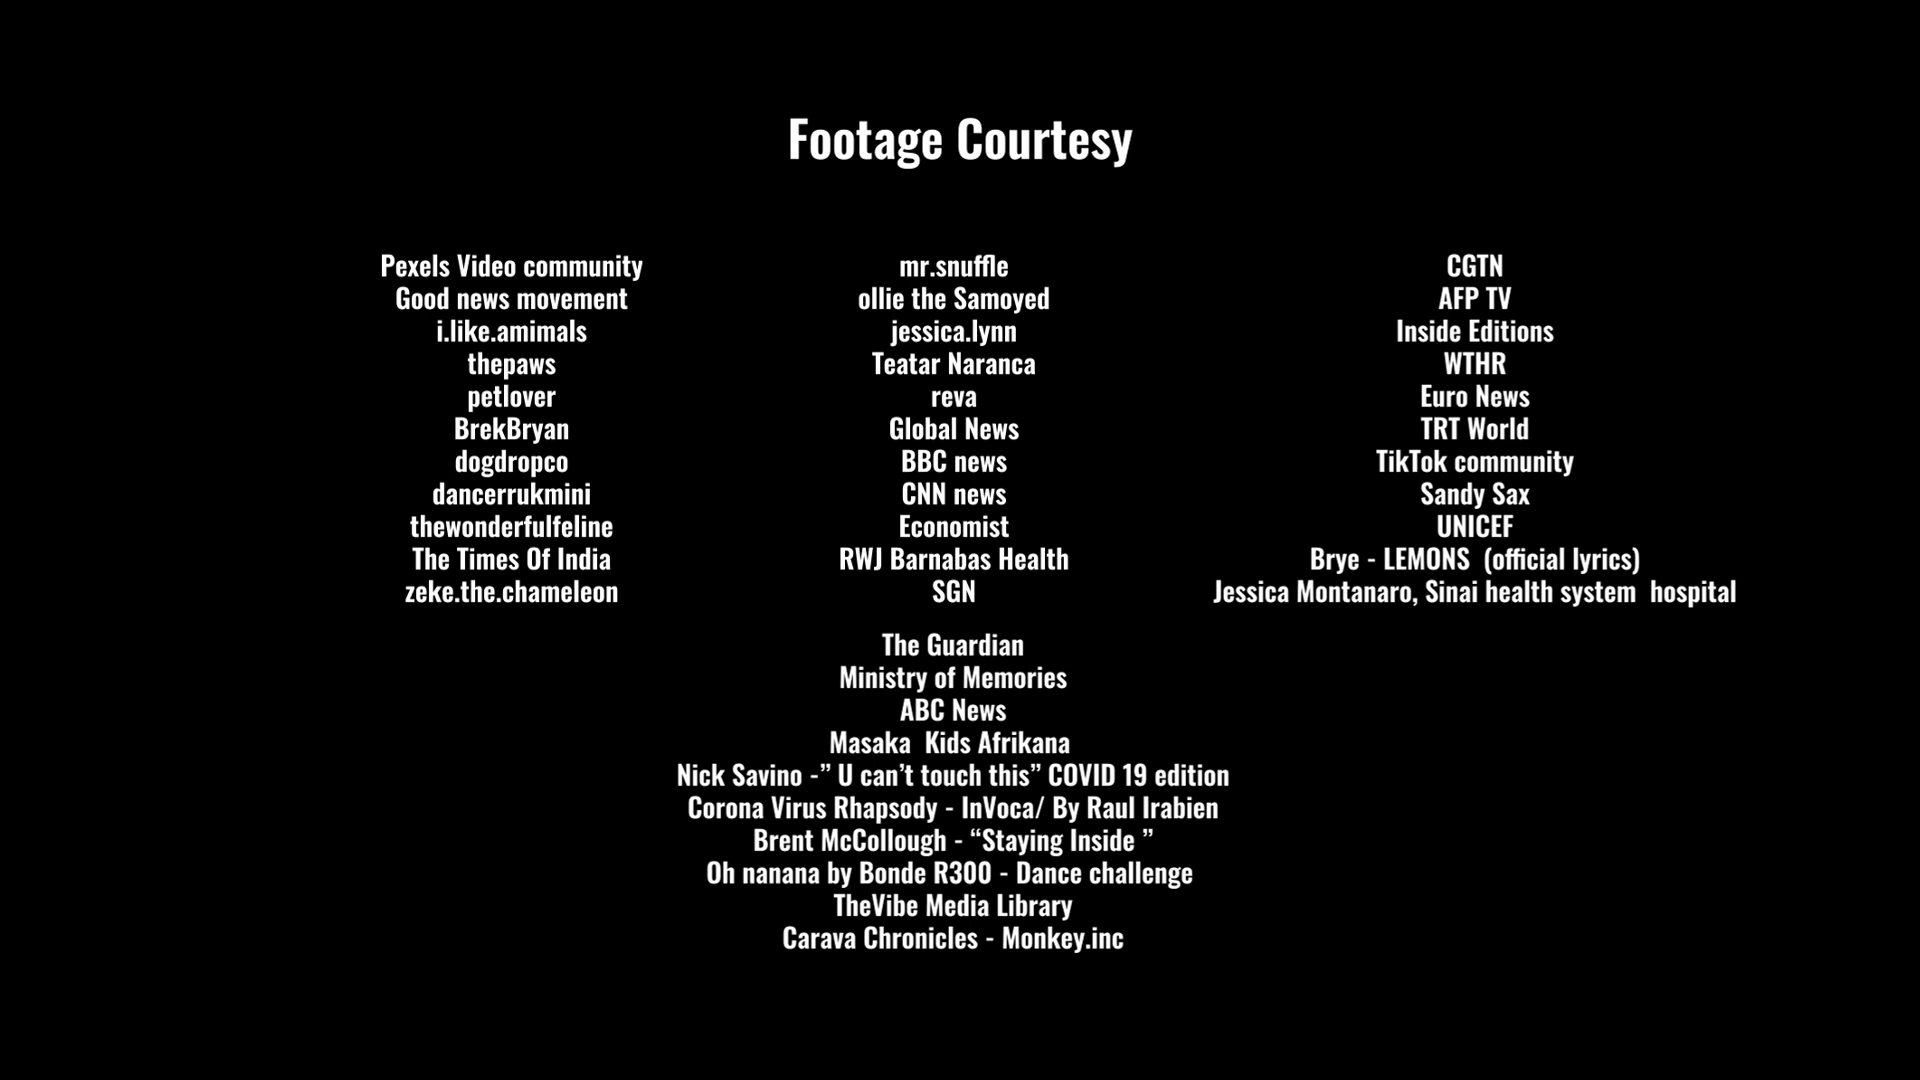 Footage Courtesy
Pexels Video community
Good news movement
i.like.amimals
thepaws
petlover
BrekBryan
dogdropco
dancerrukmini
thewonderfulfeline
The Times Of India
zeke.the.chameleon
mr.snuffle
ollie the Samoyed
jessica.lynn
Teatar Naranca
reva
Global News
BBC news
CNN news
Economist
RWJ Barnabas Health
SGN
CGTN
AFP TV
Inside Editions
WTHR
Euro News
TRT World
TikTok community
Sandy Sax
UNICEF
Brye - LEMONS  (official lyrics)
Jessica Montanaro, Sinai health system  hospital
The Guardian
Ministry of Memories
ABC News
Masaka  Kids Afrikana
Nick Savino -” U can’t touch this” COVID 19 edition
Corona Virus Rhapsody - InVoca/ By Raul Irabien
Brent McCollough - “Staying Inside ”
Oh nanana by Bonde R300 - Dance challenge
TheVibe Media Library
Carava Chronicles - Monkey.inc